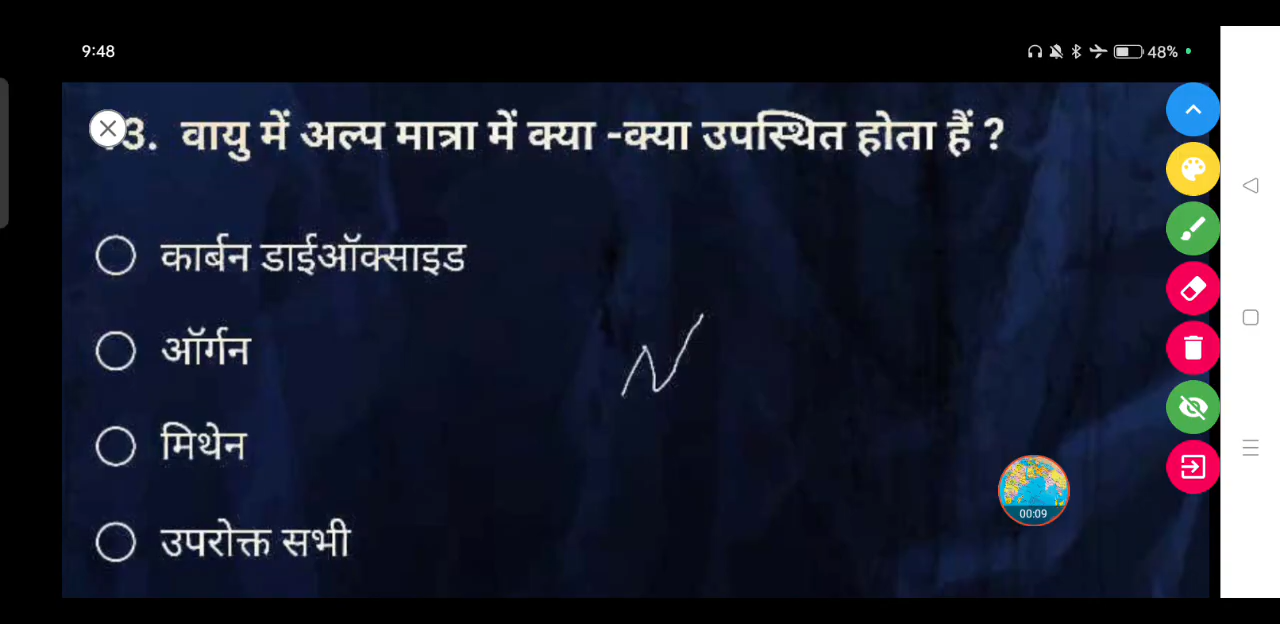 9:48
48%
3. वायु में अल्प मात्रा में क्या -क्या उपस्थित होता हैं ?
कार्बन डाईऑक्साइड
ऑर्गन
मिथेन
उपरोक्त सभी
N
00:09